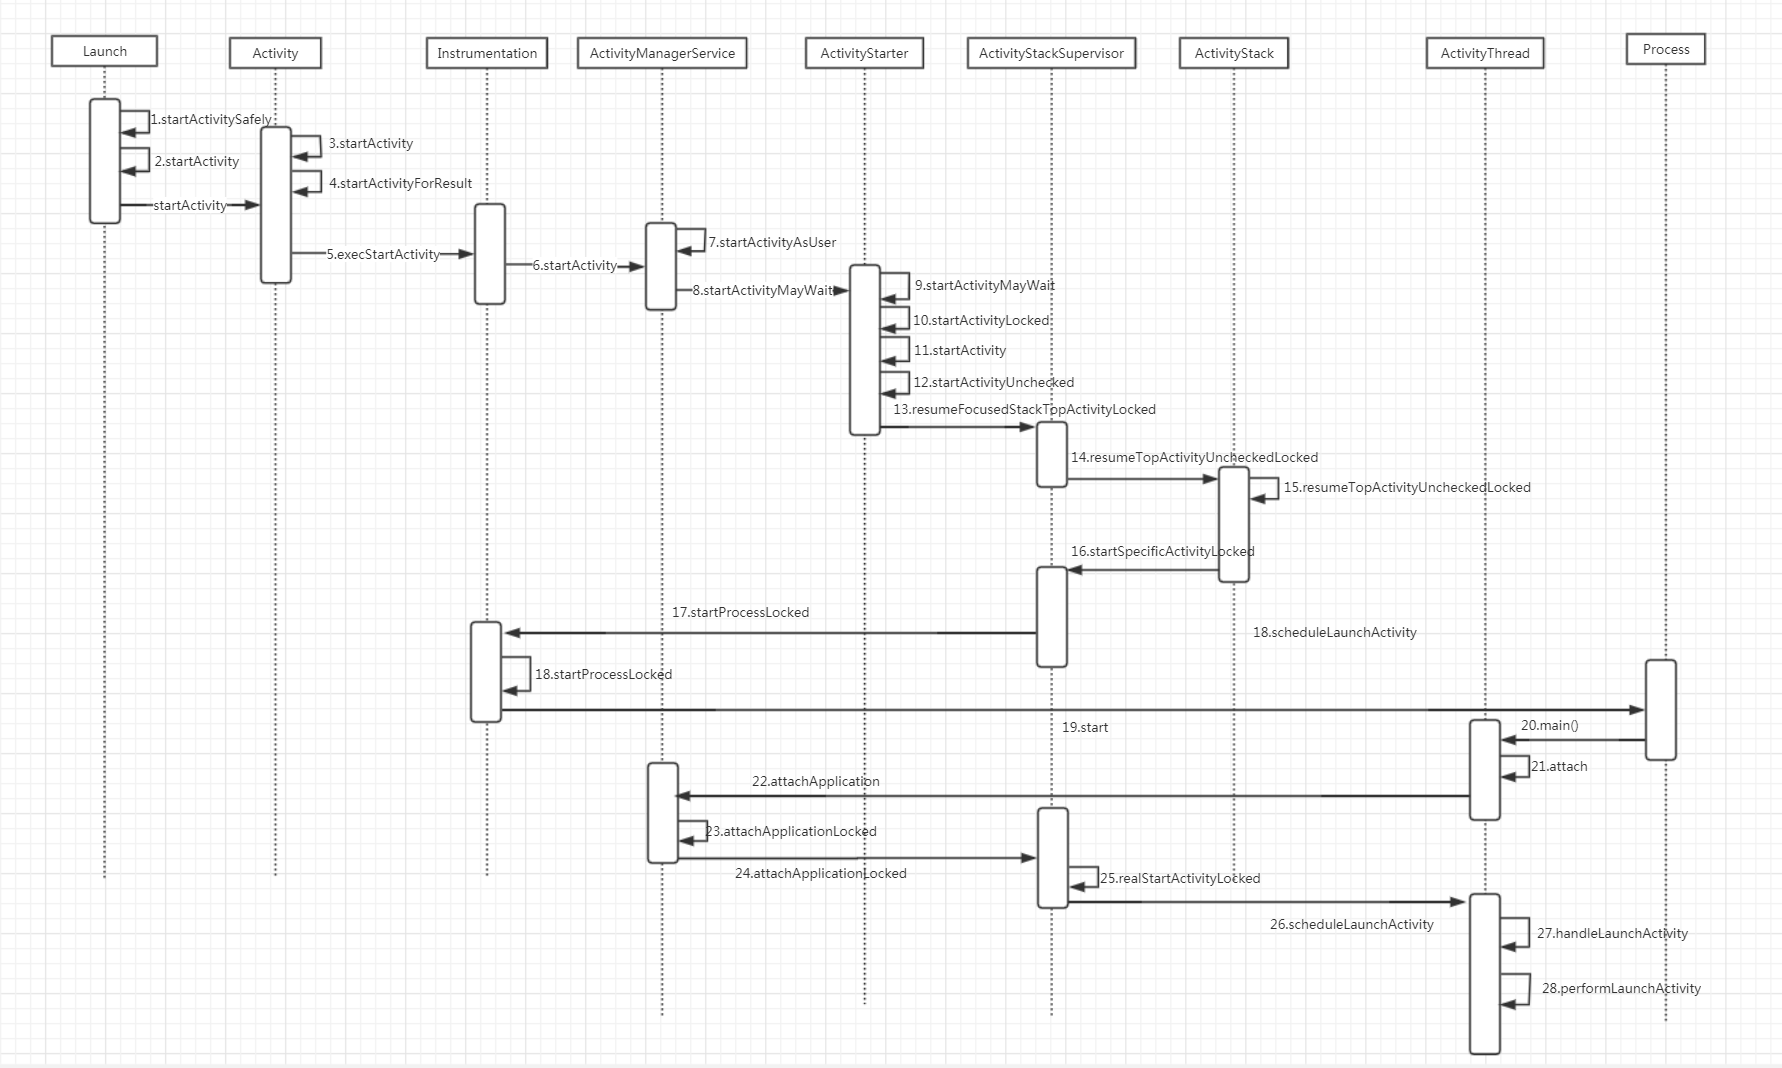 Launch
Activity
Instrumentation
ActivityManagerService
ActivityStarter
ActivityStackSupervisor
ActivityStack
ActivityThread
Process
1.startActivitySafely
2.startActivity
3.startActivity
4.startActivityForResult
startActivity
5.execStartActivity
6.startActivity
7.startActivityAsUser
8.startActivityMayWait
9.startActivityMayWait
10.startActivityLocked
11.startActivity
12.startActivityUnchecked
13.resumeFocusedStackTopActivityLocked
14.resumeTopActivityUncheckedLocked
15.resumeTopActivityUncheckedLocked
16.startSpecificActivityLocked
17.startProcessLocked
18.scheduleLaunchActivity
18.startProcessLocked
19.start
20.main()
21.attach
22.attachApplication
23.attachApplicationLocked
24.attachApplicationLocked
25.realStartActivityLocked
26.scheduleLaunchActivity
27.handleLaunchActivity
28.performLaunchActivity